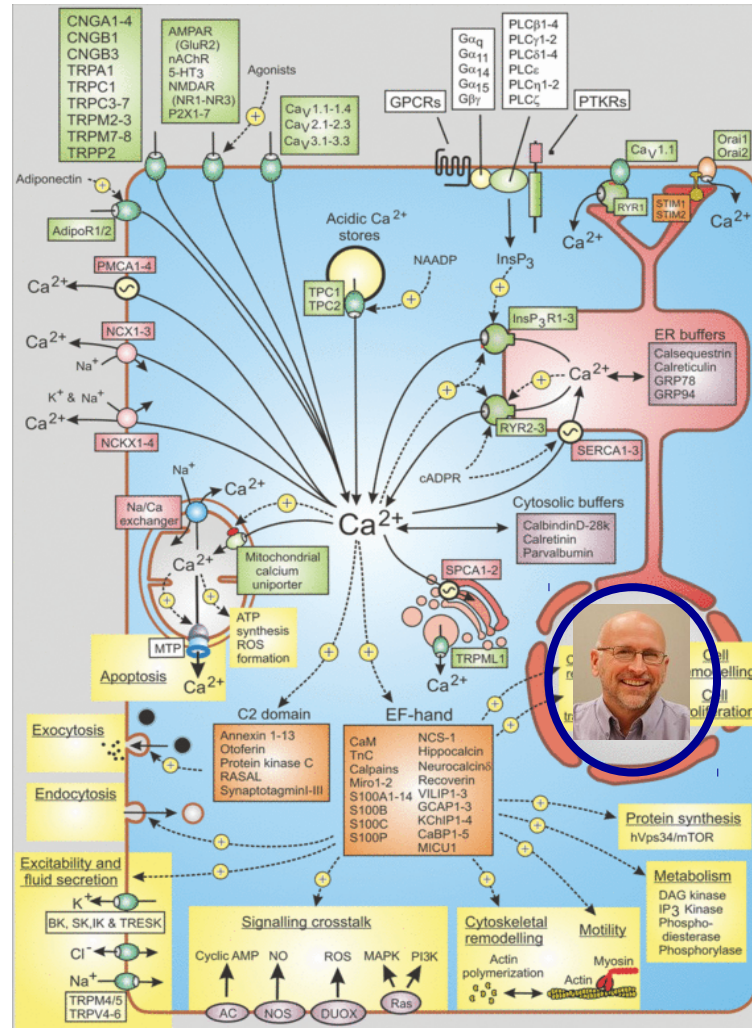 CNGA1-4
CNGB1
CNGB3
TRPA1
TRPC1
TRPC3-7
TRPM2-3
TRPM7-8
TRPP2
AMPAR
(GluR2)
nAChR
5-HT3
NMDAR
(NR1-NR3)
P2X1-7
Agonists
+
CaV1.1-1.4
CaV2.1-2.3
CaV3.1-3.3
GPCRs
Gαq
Gα11
Gα14
Gα15
Gβγ
PLCβ1-4
PLCγ1-2
PLCδ1-4
PLCε
PLCη1-2
PLCζ
PTKRs
CaV1.1
Orai1
Orai2
RYR1
STIM1
STIM2
Ca2+
Ca2+
Adiponectin
+
AdipoR1/2
PMCA1-4
Ca2+
NCX1-3
Ca2+
Na+
K+ & Na+
Ca2+
NCKX1-4
Acidic Ca2+
stores
TPC1
TPC2
NAADP
+
InsP3
+
InsP3R1-3
+
Ca2+
+
RYR2-3
cADPR
SERCA1-3
ER buffers
Calsequestrin
Calreticulin
GRP78
GRP94
Na+
Na/Ca
exchanger
Ca2+
+
Ca2+
+
+
Mitochondrial
calcium
uniporter
MTP
ATP
synthesis
ROS
formation
Apoptosis
Ca2+
Ca2+
Cytosolic buffers
CalbindinD-28k
Calretinin
Parvalbumin
SPCA1-2
TRPML1
Ca2+
+
+
Cell
Cell
+
+
C2 domain
Annexin 1-13
Otoferin
Protein kinase C
RASAL
SynaptotagminI-III
EF-hand
CaM
TnC
Calpains
Miro1-2
S100A1-14
S100B
S100C
S100P
NCS-1
Hippocalcin
Neurocalcinδ
Recoverin
VILIP1-3
GCAP1-3
KChIP1-4
CaBP1-5
MICU1
Exocytosis
+
Endocytosis
+
Excitability and
fluid secretion
+
K+
BK, SK,IK & TRESK
Cl-
Na+
TRPM4/5
TRPV4-6
+
Signalling crosstalk
Cyclic AMP
NO
ROS
MAPK
PI3K
AC
NOS
DUOX
Ras
+
Cytoskeletal
remodelling
Actin
polymerization
+
Motility
Myosin
Actin
+
Protein synthesis
hVps34/mTOR
+
Metabolism
DAG kinase
IP3 Kinase
Phospho-
diesterase
Phosphorylase